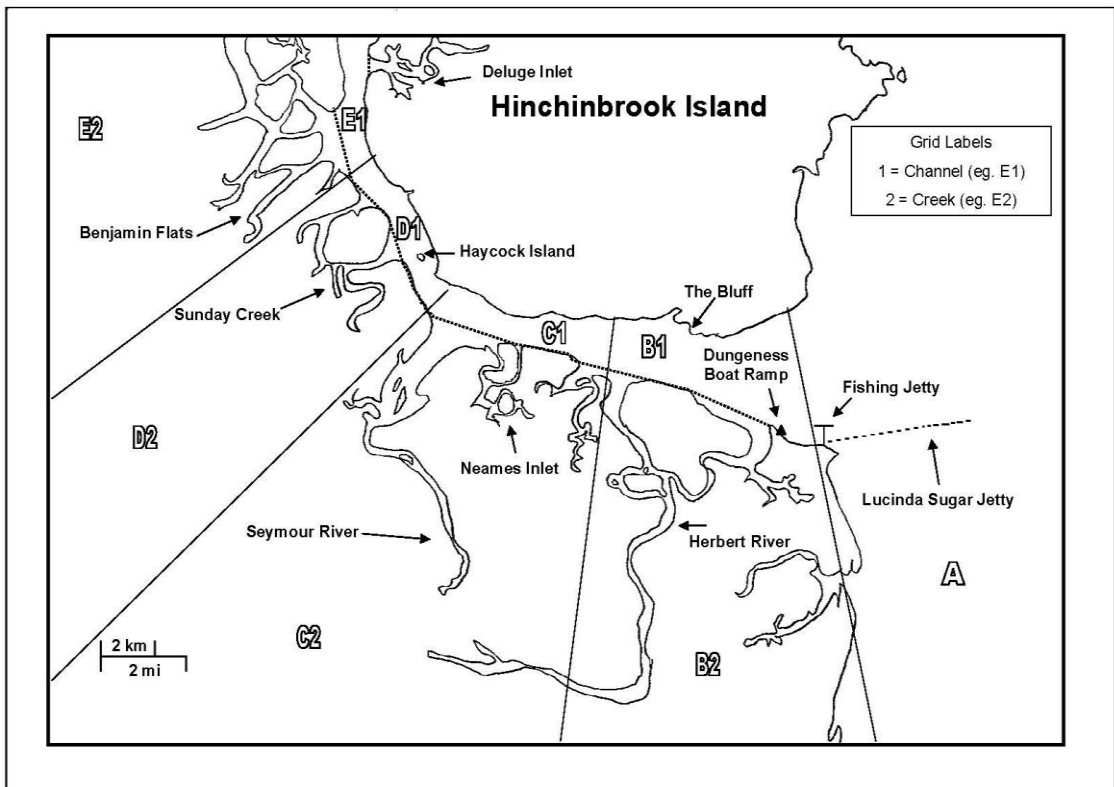 Deluge Inlet
Hinchinbrook Island
E2
E1
Grid Labels
1 = Channel (eg. E1)
2 = Creek (eg. E2)
Benjamin Flats
D1
Haycock Island
Sunday Creek
The Bluff
C1
B1
Dungeness
Boat Ramp
Fishing Jetty
D2
Neames Inlet
Lucinda Sugar Jetty
Seymour River
Herbert River
A
C2
2 km
2 mi
B2